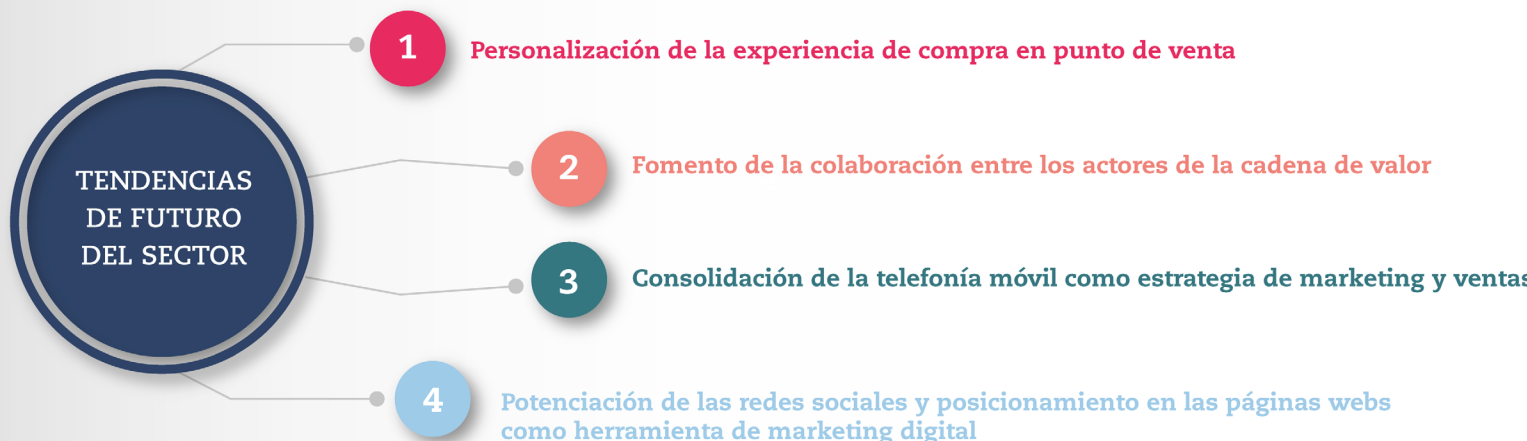 TENDENCIAS
DE FUTURO
DEL SECTOR
1
Personalización de la experiencia de compra en punto de venta
2
Fomento de la colaboración entre los actores de la cadena de valor
3
Consolidación de la telefonía móvil como estrategia de marketing y ventas
4
Potenciación de las redes sociales y posicionamiento en las páginas webs
como herramienta de marketing digital